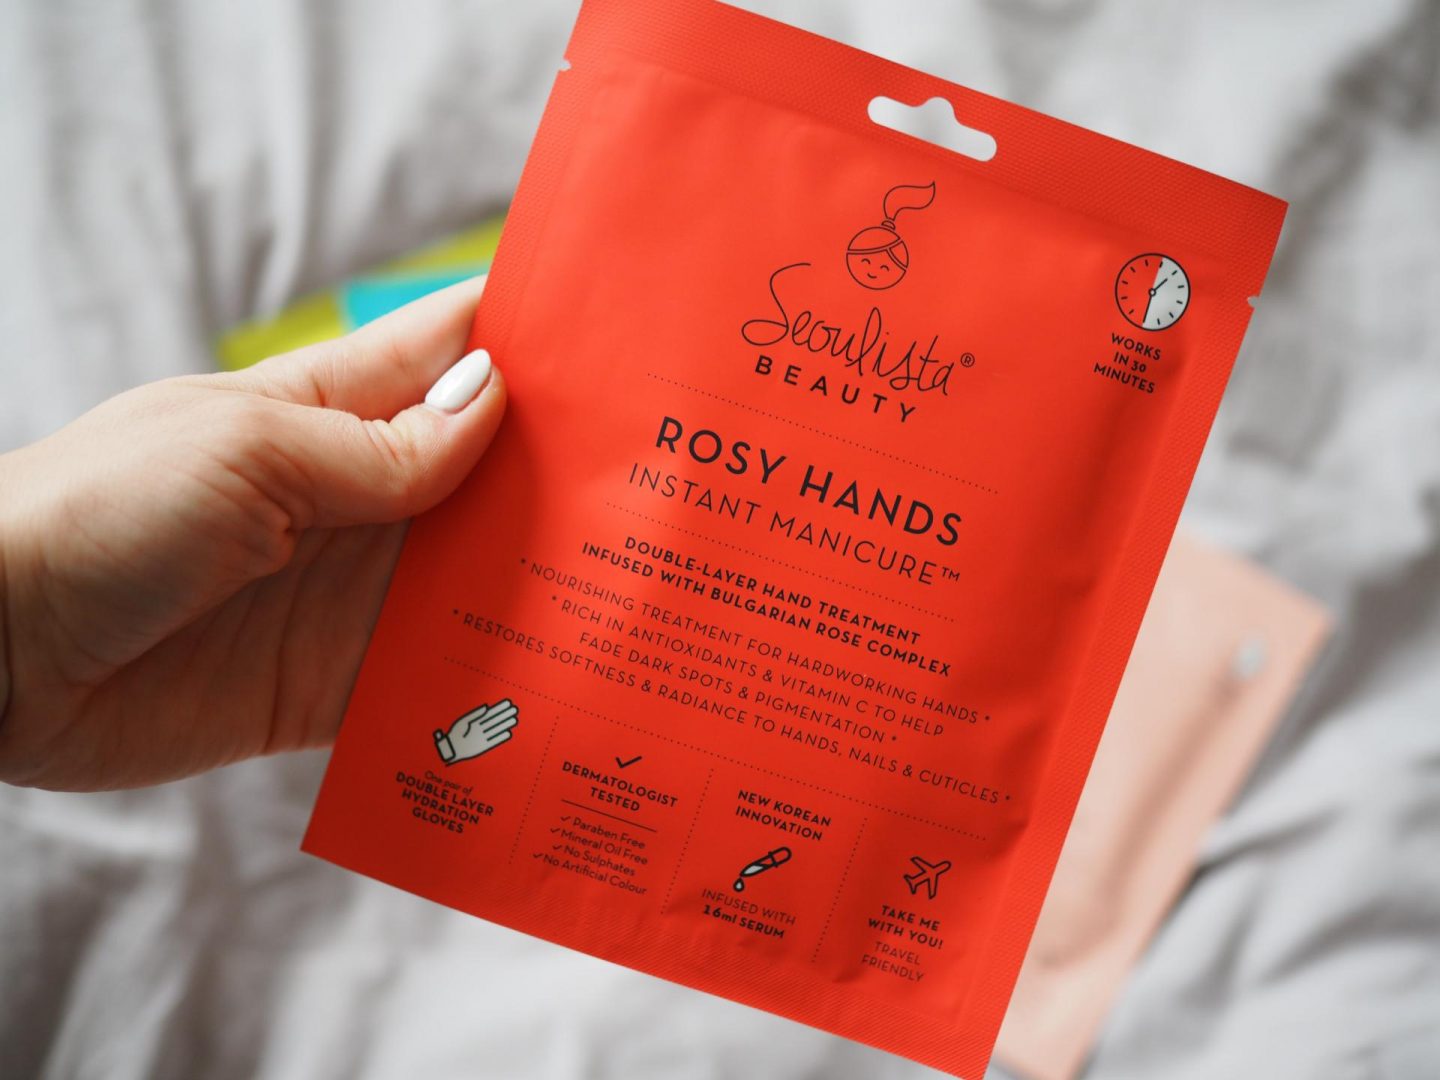 Seoulista®
BEAUTY
WORKS
IN 30
MINUTES
ROSY HANDS
INSTANT MANICURE™
DOUBLE-LAYER HAND TREATMENT
INFUSED WITH BULGARIAN ROSE COMPLEX
* NOURISHING TREATMENT FOR HARDWORKING HANDS *
* RICH IN ANTIOXIDANTS & VITAMIN C TO HELP
FADE DARK SPOTS & PIGMENTATION *
* RESTORES SOFTNESS & RADIANCE TO HANDS, NAILS & CUTICLES *
One pair of
DOUBLE LAYER
HYDRATION
GLOVES
✓
DERMATOLOGIST
TESTED
✓ Paraben Free
✓ Mineral Oil Free
✓ No Sulphates
✓ No Artificial Colour
NEW KOREAN
INNOVATION
INFUSED WITH
16ml SERUM
TAKE ME
WITH YOU!
TRAVEL
FRIENDLY